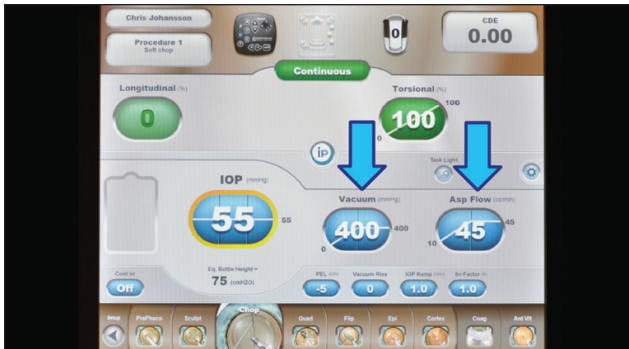 Chris Johansson
Procedure 1
Soft chop
0
CDE
0.00
Continuous
Longitudinal (%)
0
Torsional (%)
100
100
0
iP
Task Light
IOP (mmHg)
55
55
Vacuum (mmHg)
400
400
0
Asp Flow (cc/min)
45
45
10
Eq. Bottle Height =
75 (cmH2O)
Cont Irr
Off
PEL (cm)
-5
Vacuum Rise
0
IOP Ramp (sec)
1.0
Irr Factor
1.0
Setup
PrePhaco
Sculpt
Chop
Quad
Flip
Epi
Cortex
Coag
Ant Vit